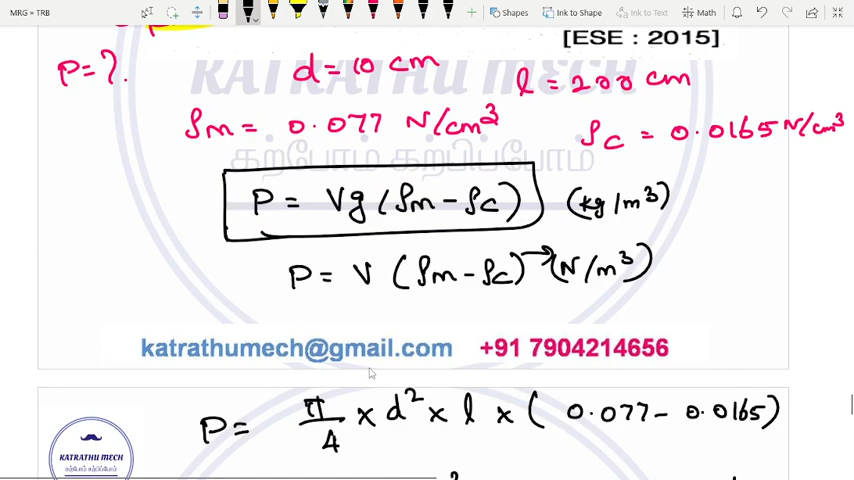 MRG » TRB
Shapes
Ink to Shape
Ink to Text
Math
[ESE : 2015]
KATRATHU MECH
கற்போம் கற்பிப்போம்
P = ?.
d = 10 cm
l = 200 cm
ρm = 0.077 N/cm³
ρc = 0.0165 N/cm³
P = Vg (ρm - ρc) (kg/m³)
P = V (ρm - ρc) → (N/m³)
katrathumech@gmail.com +91 7904214656
P = π/4 × d² × l × ( 0.077 - 0.0165)
KATRATHU MECH
கற்போம் கற்பிப்போம்